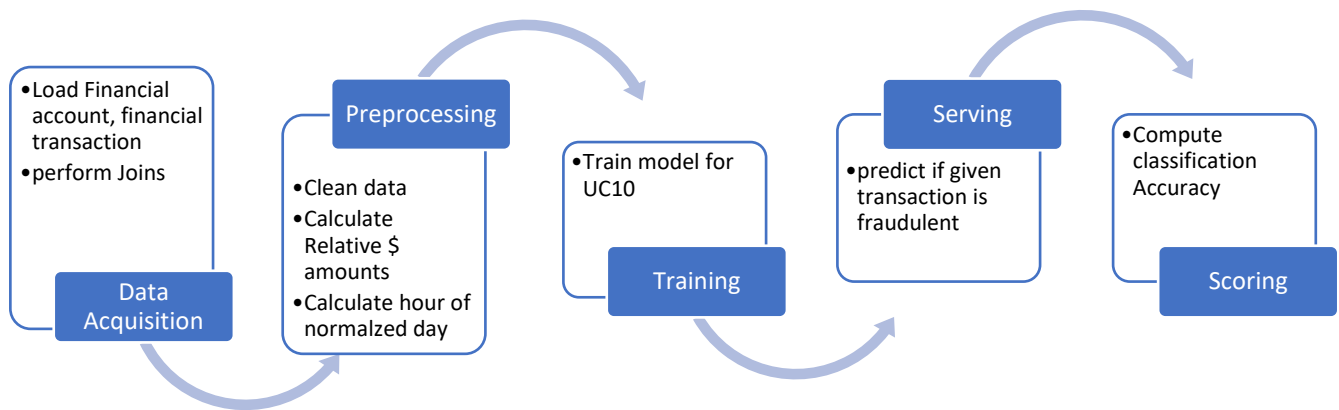 •Load Financial
account, financial
transaction
•perform Joins
Data
Acquisition
Preprocessing
•Clean data
•Calculate
Relative $
amounts
•Calculate hour of
normalzed day
•Train model for
UC10
Training
Serving
•predict if given
transaction is
fraudulent
•Compute
classification
Accuracy
Scoring